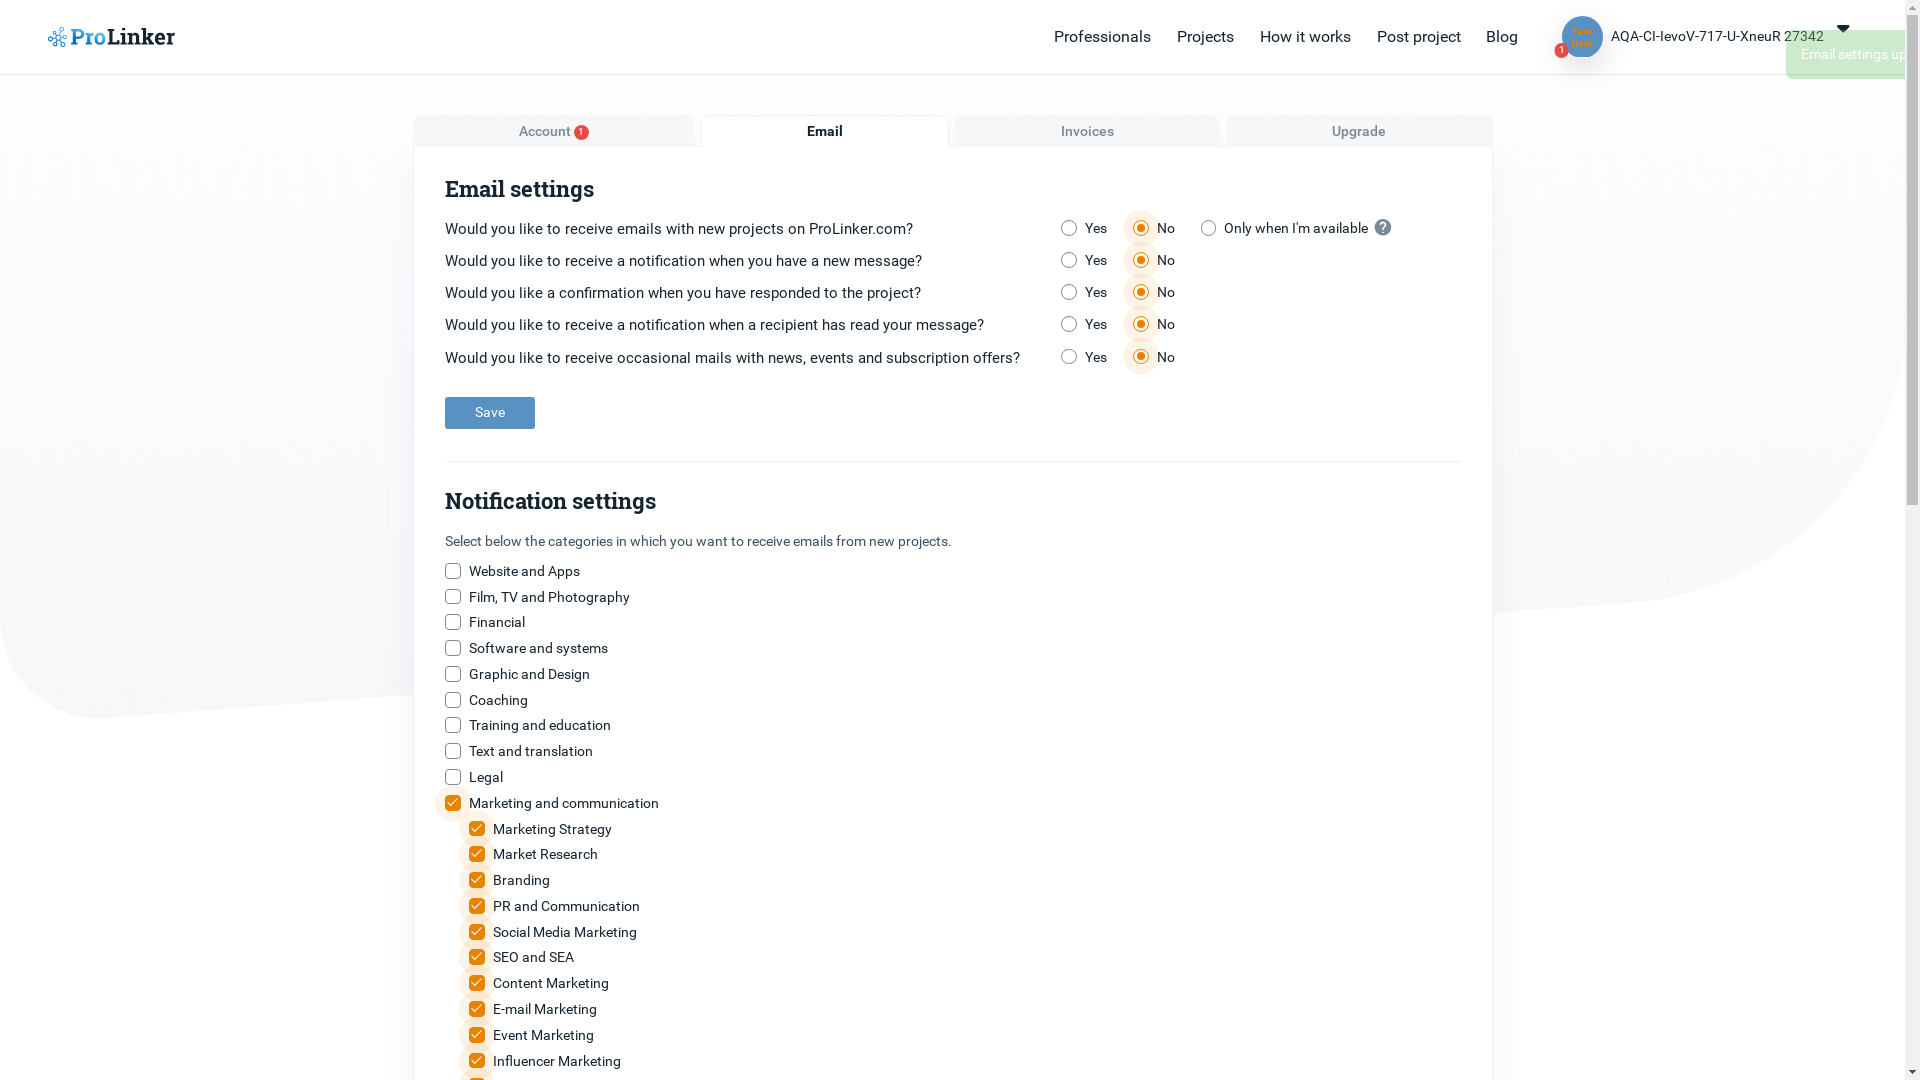 ProLinker
Professionals
Projects
How it works
Post project
Blog
1
AQA-CI-IevoV-717-U-XneuR 27342
Email settings up
Account 1
Email
Invoices
Upgrade
Email settings
Would you like to receive emails with new projects on ProLinker.com? Yes No Only when I'm available ?
Would you like to receive a notification when you have a new message? Yes No
Would you like a confirmation when you have responded to the project? Yes No
Would you like to receive a notification when a recipient has read your message? Yes No
Would you like to receive occasional mails with news, events and subscription offers? Yes No
Save
Notification settings
Select below the categories in which you want to receive emails from new projects.
Website and Apps
Film, TV and Photography
Financial
Software and systems
Graphic and Design
Coaching
Training and education
Text and translation
Legal
Marketing and communication
Marketing Strategy
Market Research
Branding
PR and Communication
Social Media Marketing
SEO and SEA
Content Marketing
E-mail Marketing
Event Marketing
Influencer Marketing